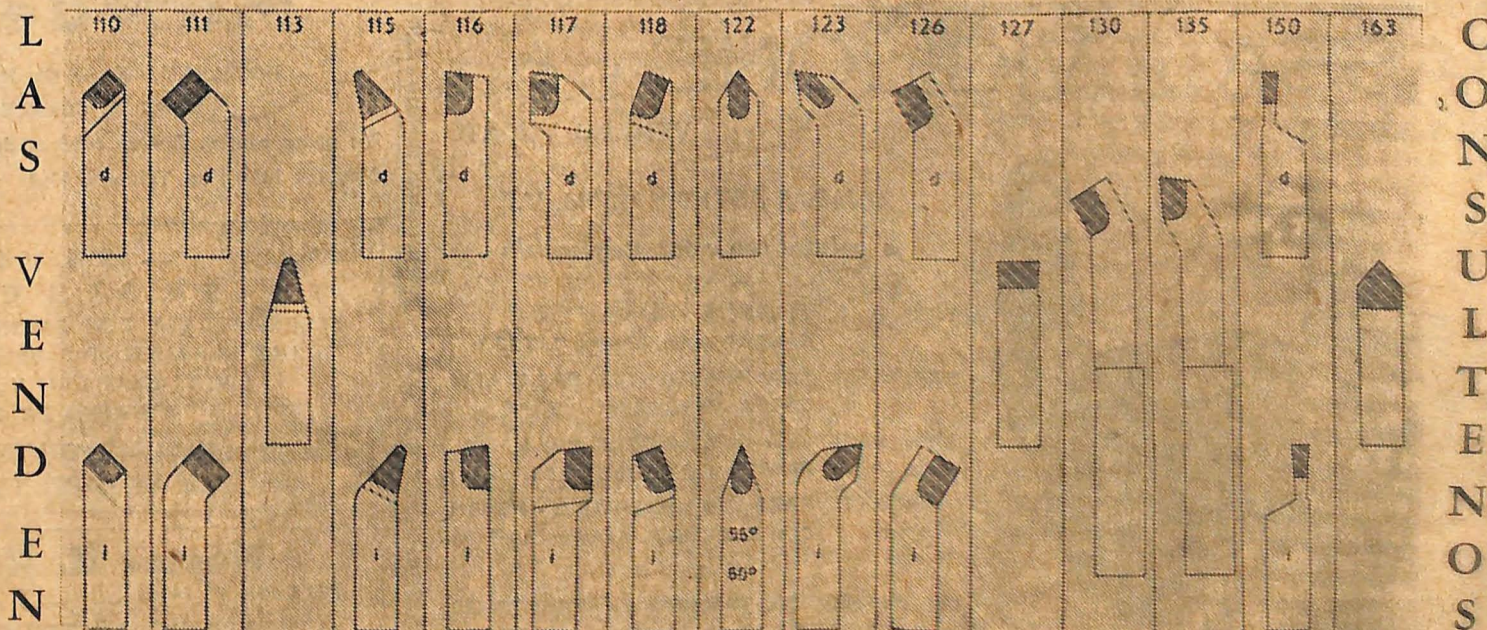 LAS VENDEN
110 111 113 115 116 117 118 122 123 126 127 130 135 150 163
d d d d d d d d d
i i i i i i i i i
55°
60°
CONSULTENOS